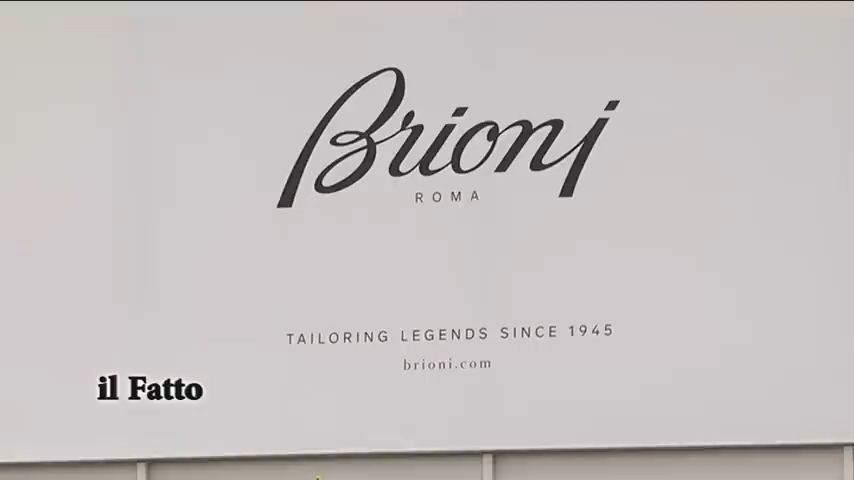 Brioni
ROMA
TAILORING LEGENDS SINCE 1945
brioni.com
il Fatto